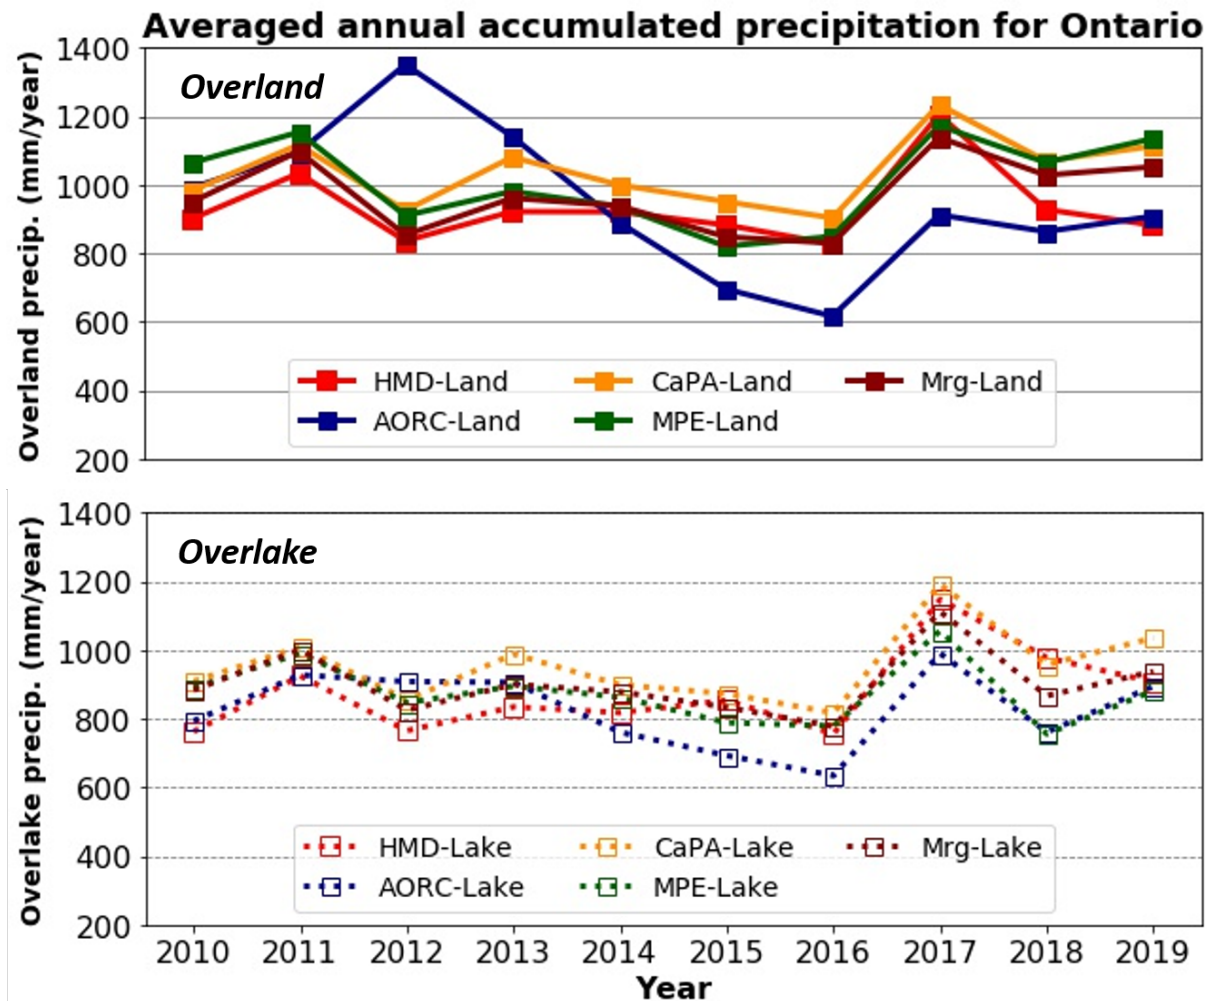 Averaged annual accumulated precipitation for Ontario
Overland precip. (mm/year)
1400
1200
1000
800
600
400
200
Overland
HMD-Land CaPA-Land Mrg-Land
AORC-Land MPE-Land
Overlake precip. (mm/year)
1400
1200
1000
800
600
400
200
Overlake
HMD-Lake CaPA-Lake Mrg-Lake
AORC-Lake MPE-Lake
2010 2011 2012 2013 2014 2015 2016 2017 2018 2019
Year